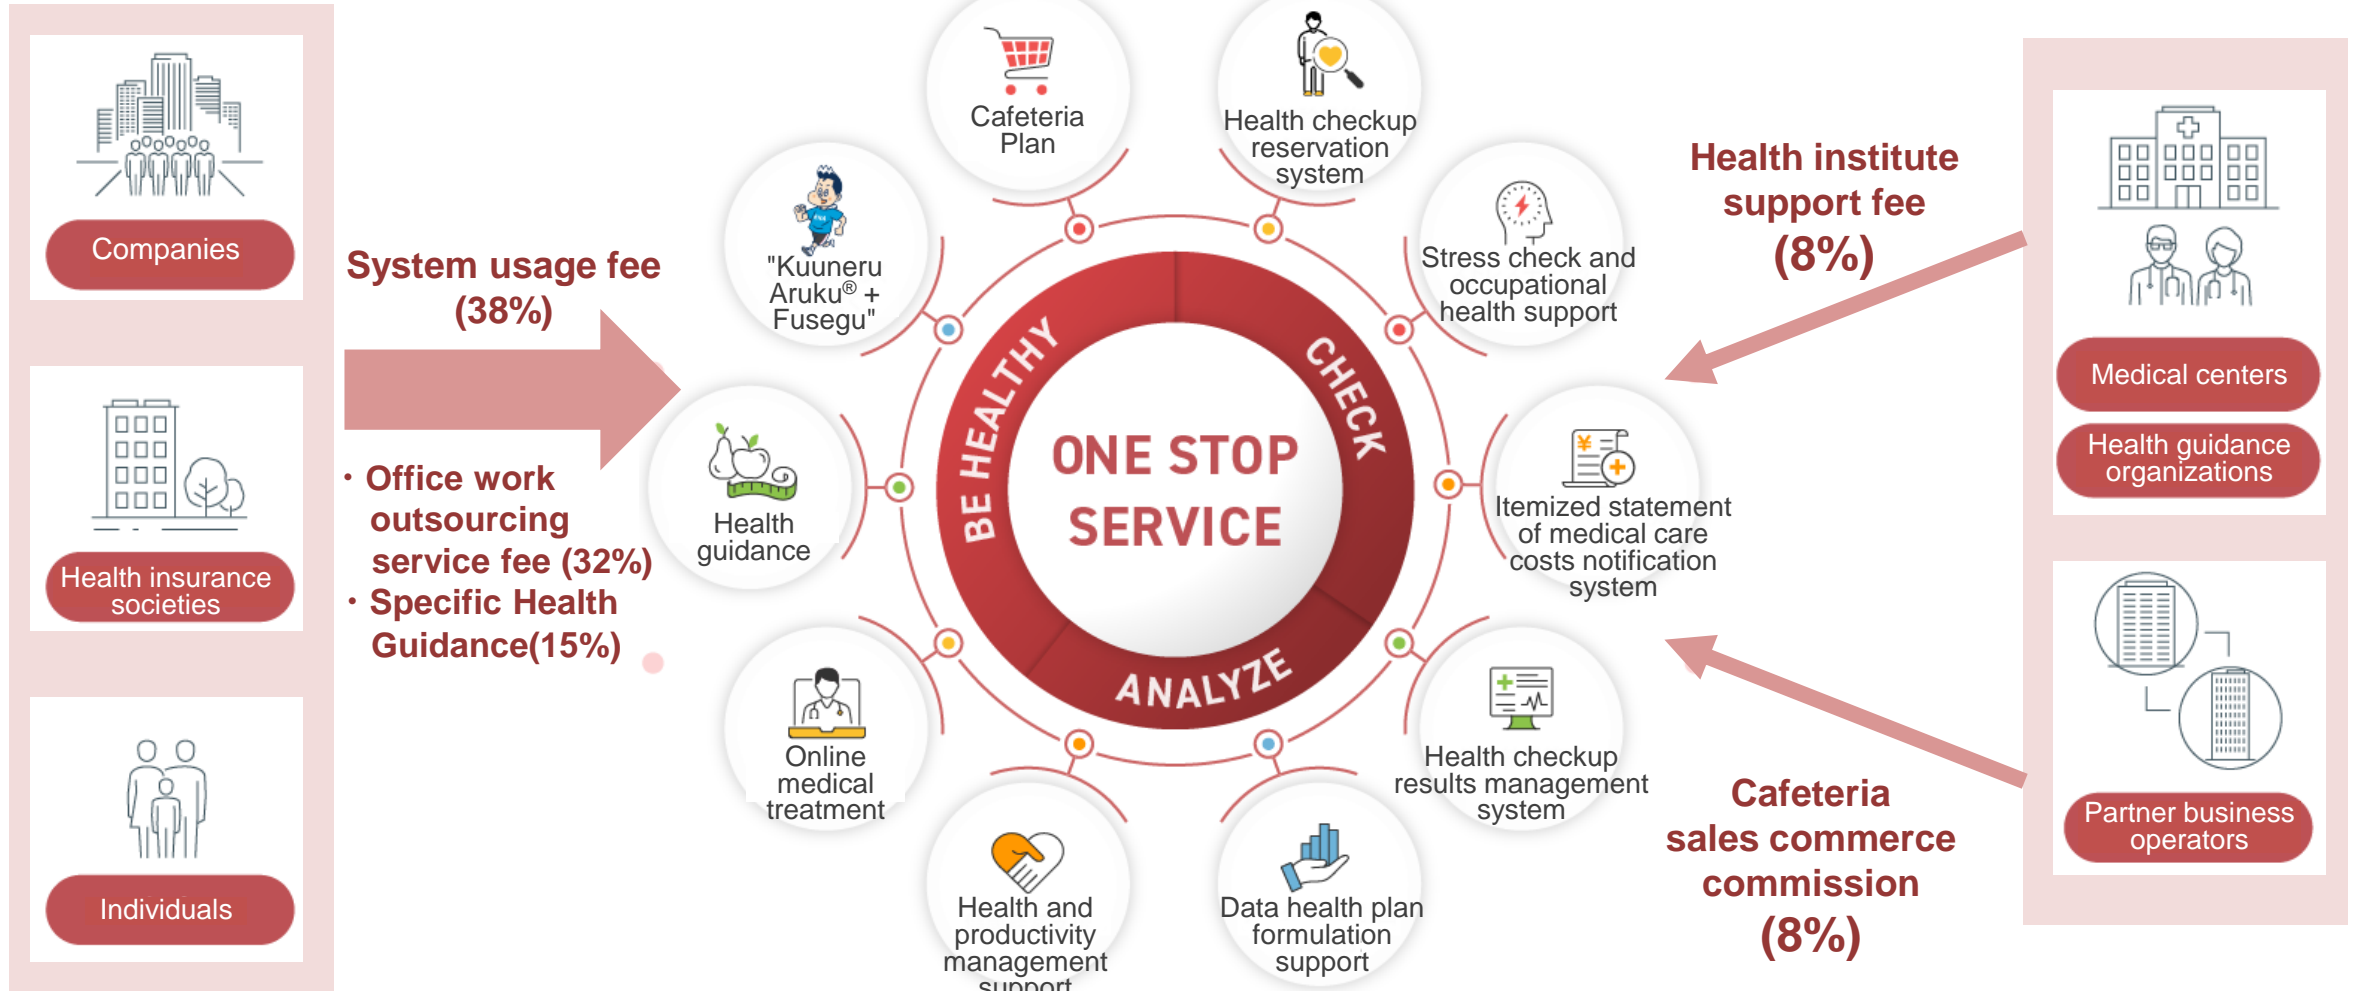 Companies
Health insurance
societies
Individuals
System usage fee
(38%)
・Office work
outsourcing
service fee (32%)
・Specific Health
Guidance(15%)
Cafeteria
Plan
Health checkup
reservation
system
"Kuuneru
Aruku® +
Fusegu"
Stress check and
occupational
health support
Health
guidance
Itemized statement
of medical care
costs notification
system
Online
medical
treatment
Health checkup
results management
system
Health and
productivity
management
support
Data health plan
formulation
support
BE HEALTHY
CHECK
ANALYZE
ONE STOP
SERVICE
Health institute
support fee
(8%)
Cafeteria
sales commerce
commission
(8%)
Medical centers
Health guidance
organizations
Partner business
operators